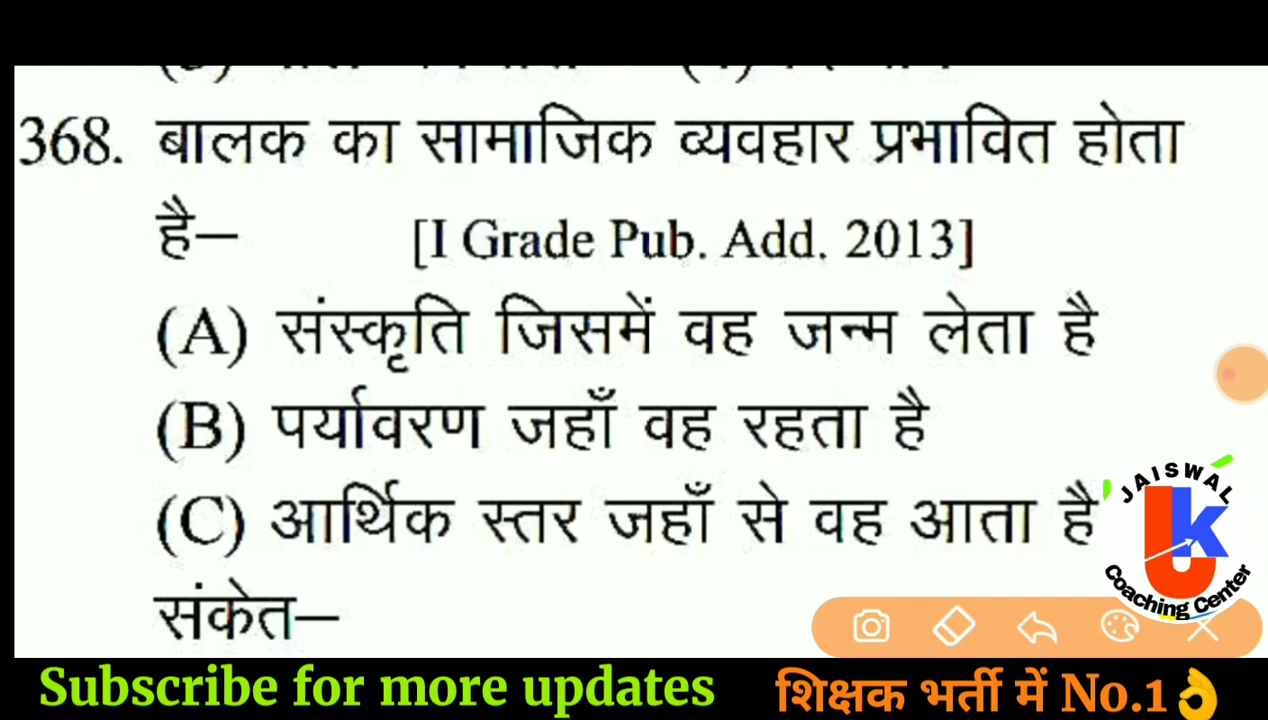 368. बालक का सामाजिक व्यवहार प्रभावित होता
है– [I Grade Pub. Add. 2013]
(A) संस्कृति जिसमें वह जन्म लेता है
(B) पर्यावरण जहाँ वह रहता है
(C) आर्थिक स्तर जहाँ से वह आता है
संकेत–
JAISWAL
Jk
Coaching Center
Subscribe for more updates
शिक्षक भर्ती में No.1👌